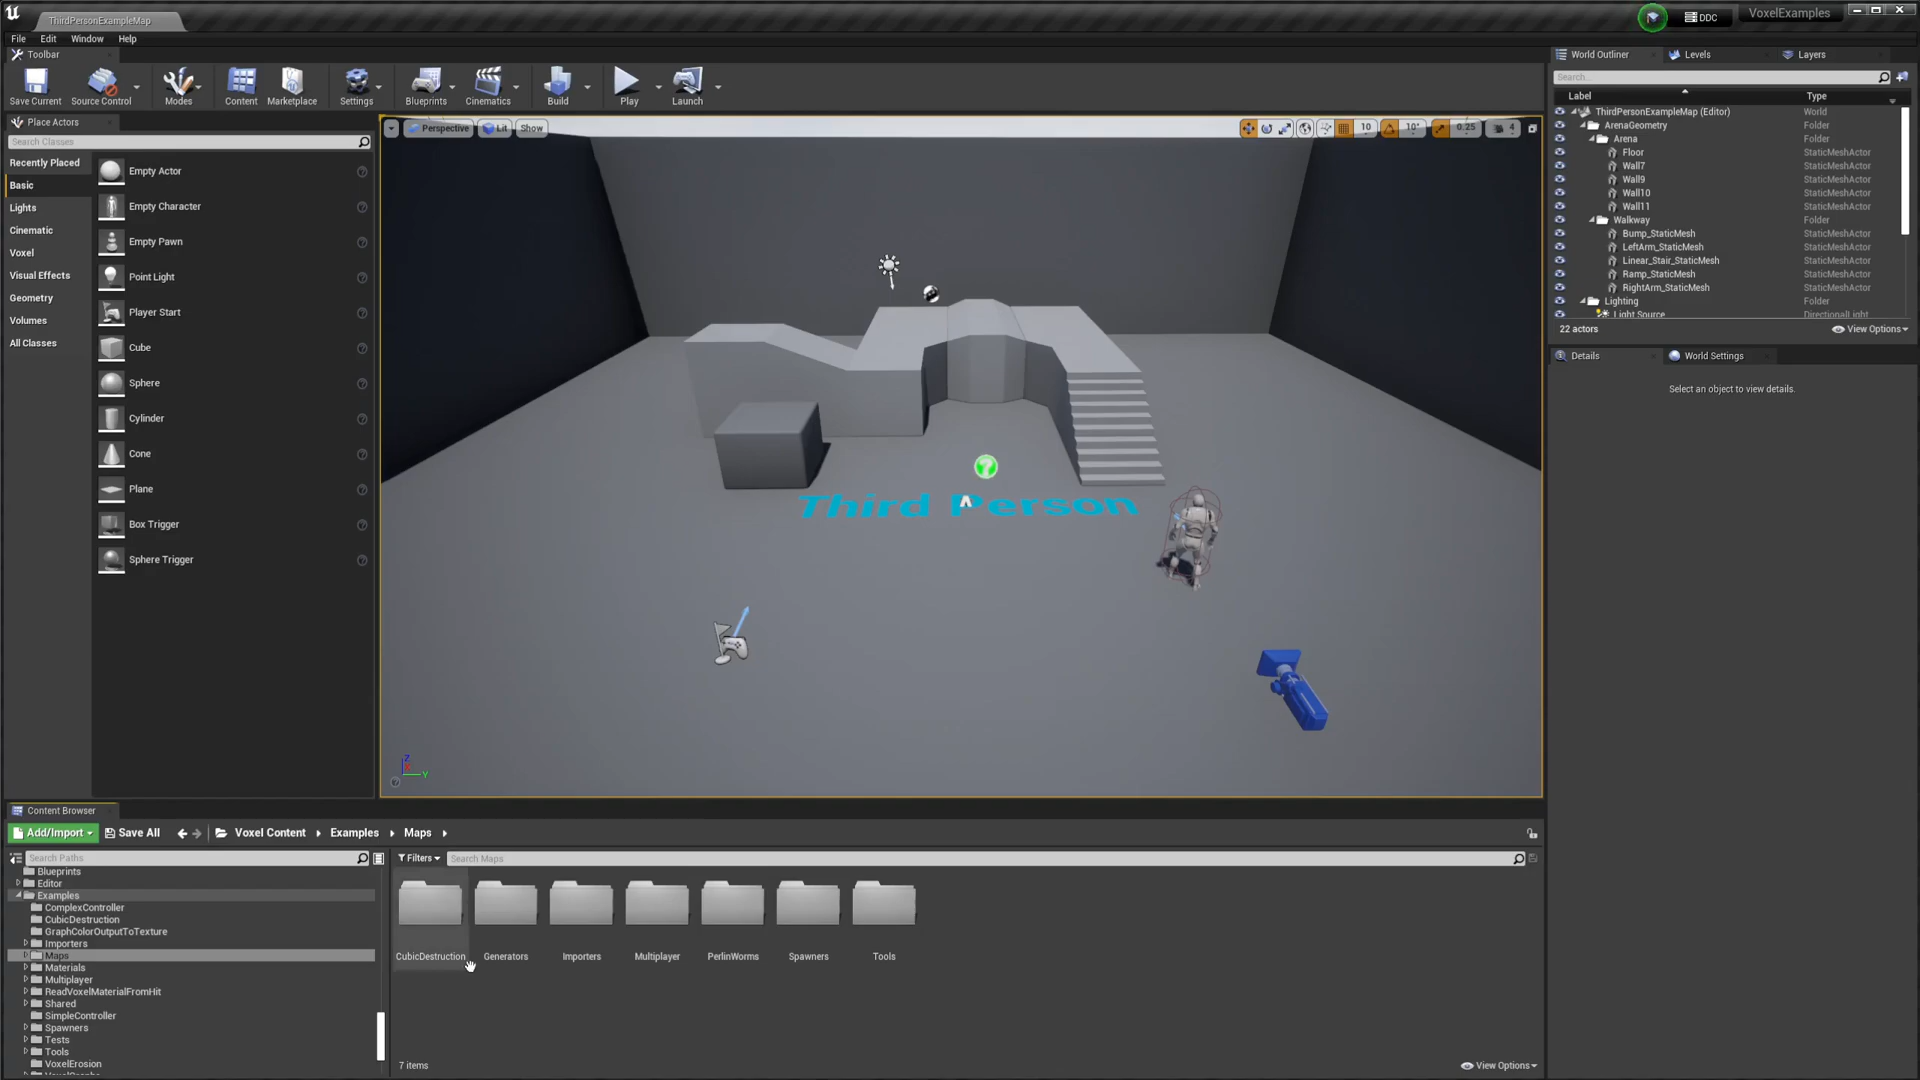 ThirdPersonExampleMap
DDC
VoxelExamples
File Edit Window Help
Toolbar
World Outliner
Levels
Layers
Save Current
Source Control
Modes
Content
Marketplace
Settings
Blueprints
Cinematics
Build
Play
Launch
Search...
Label
Type
ThirdPersonExampleMap (Editor) World
ArenaGeometry Folder
Arena Folder
Floor StaticMeshActor
Wall7 StaticMeshActor
Wall9 StaticMeshActor
Wall10 StaticMeshActor
Wall11 StaticMeshActor
Walkway Folder
Bump_StaticMesh StaticMeshActor
LeftArm_StaticMesh StaticMeshActor
Linear_Stair_StaticMesh StaticMeshActor
Ramp_StaticMesh StaticMeshActor
RightArm_StaticMesh StaticMeshActor
Lighting Folder
Light Source DirectionalLight
22 actors
View Options
Details
World Settings
Select an object to view details.
Place Actors
Search Classes
Recently Placed
Basic
Lights
Cinematic
Voxel
Visual Effects
Geometry
Volumes
All Classes
Empty Actor
Empty Character
Empty Pawn
Point Light
Player Start
Cube
Sphere
Cylinder
Cone
Plane
Box Trigger
Sphere Trigger
Perspective
Lit
Show
10
10°
0.25
4
Third Person
Z
X
Y
Content Browser
Add/Import
Save All
Voxel Content
Examples
Maps
Search Paths
Filters
Search Maps
Blueprints
Editor
Examples
ComplexController
CubicDestruction
GraphColorOutputToTexture
Importers
Maps
Materials
Multiplayer
ReadVoxelMaterialFromHit
Shared
SimpleController
Spawners
Tests
Tools
VoxelErosion
CubicDestruction
Generators
Importers
Multiplayer
PerlinWorms
Spawners
Tools
7 items
View Options